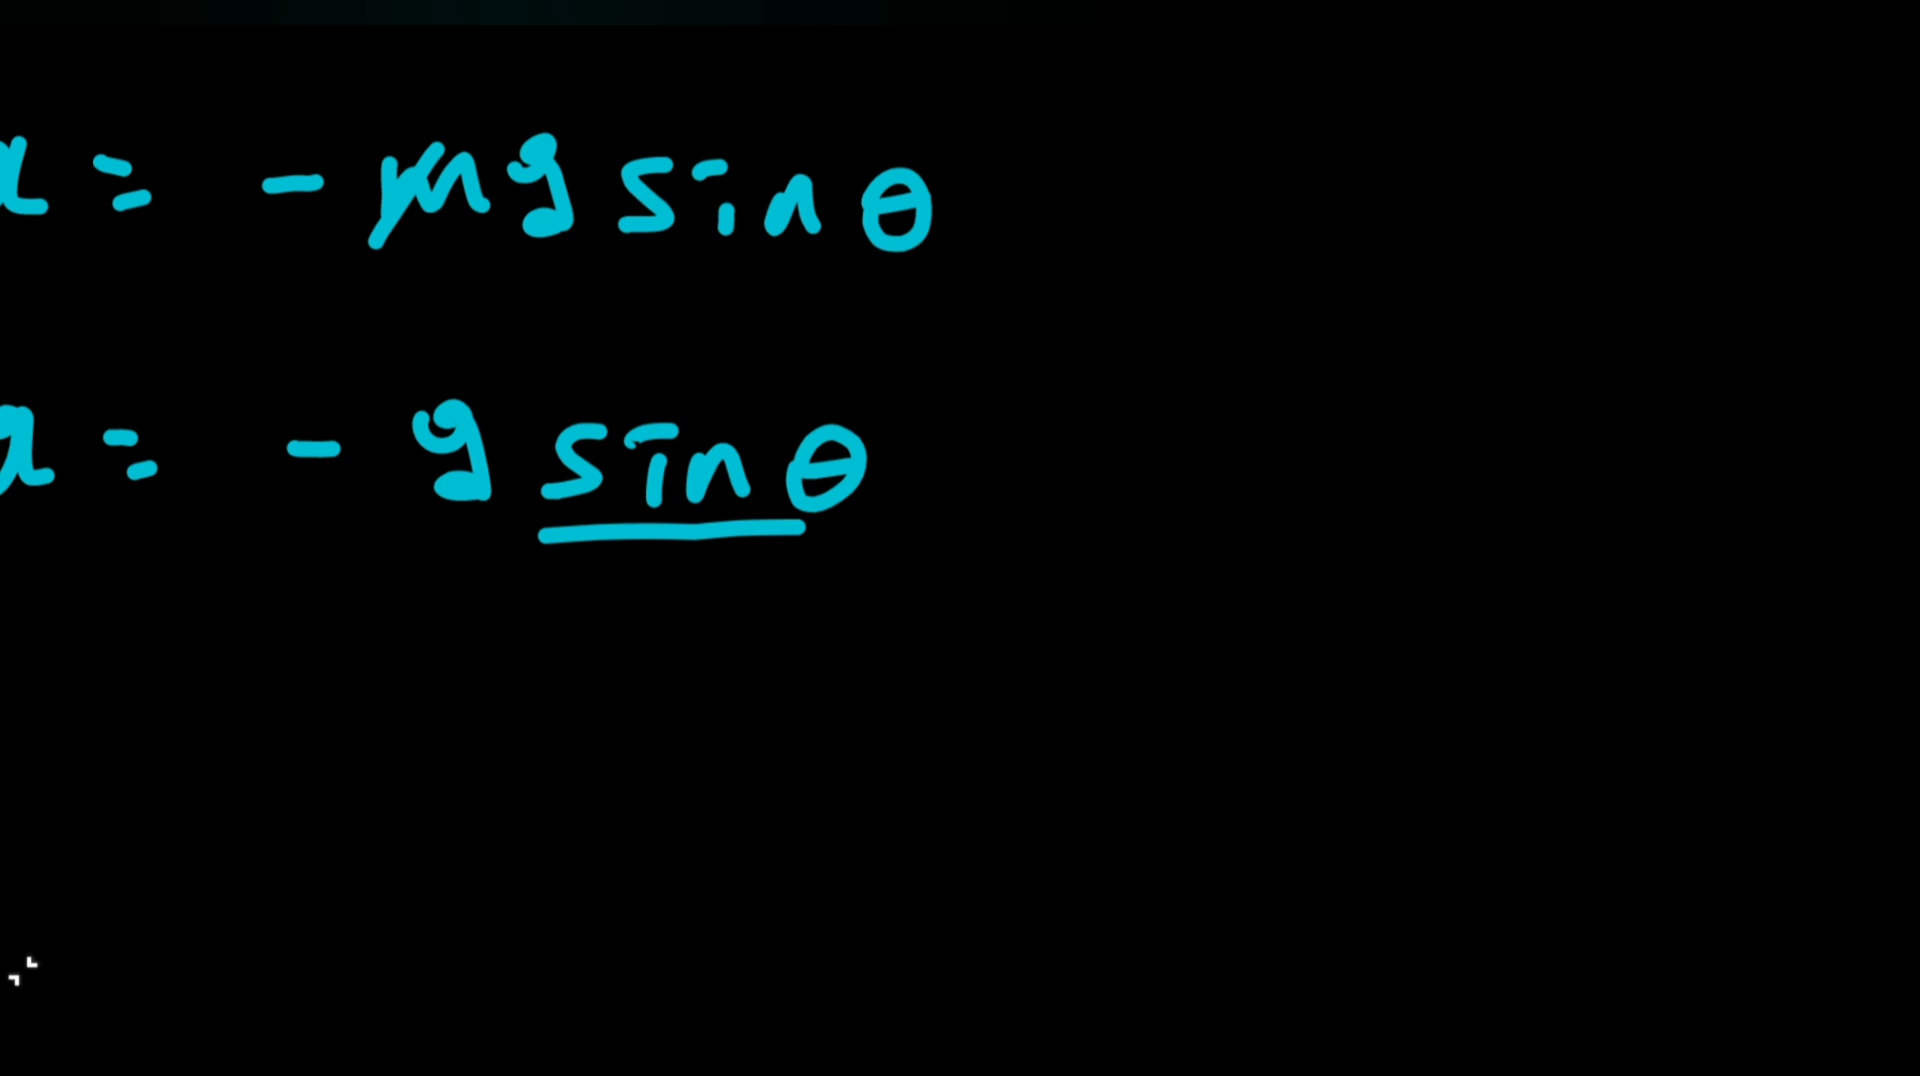 a = - mg sinθ
a = - g sinθ